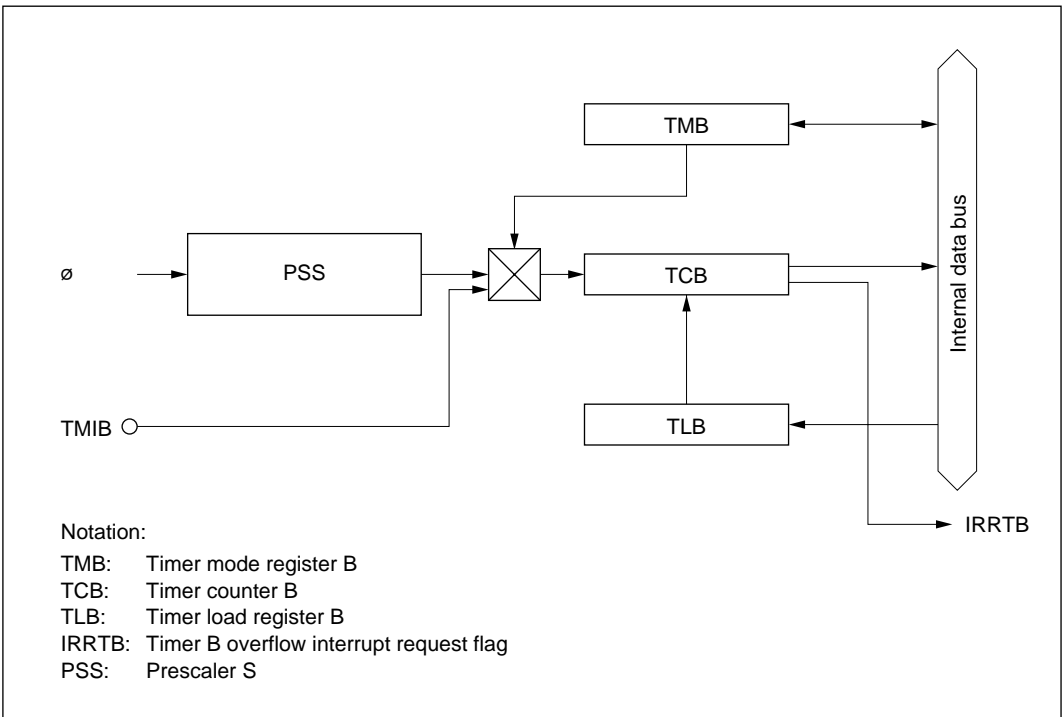 TMB
Internal data bus
ø
PSS
TCB
TMIB
TLB
IRRTB
Notation:
TMB: Timer mode register B
TCB: Timer counter B
TLB: Timer load register B
IRRTB: Timer B overflow interrupt request flag
PSS: Prescaler S